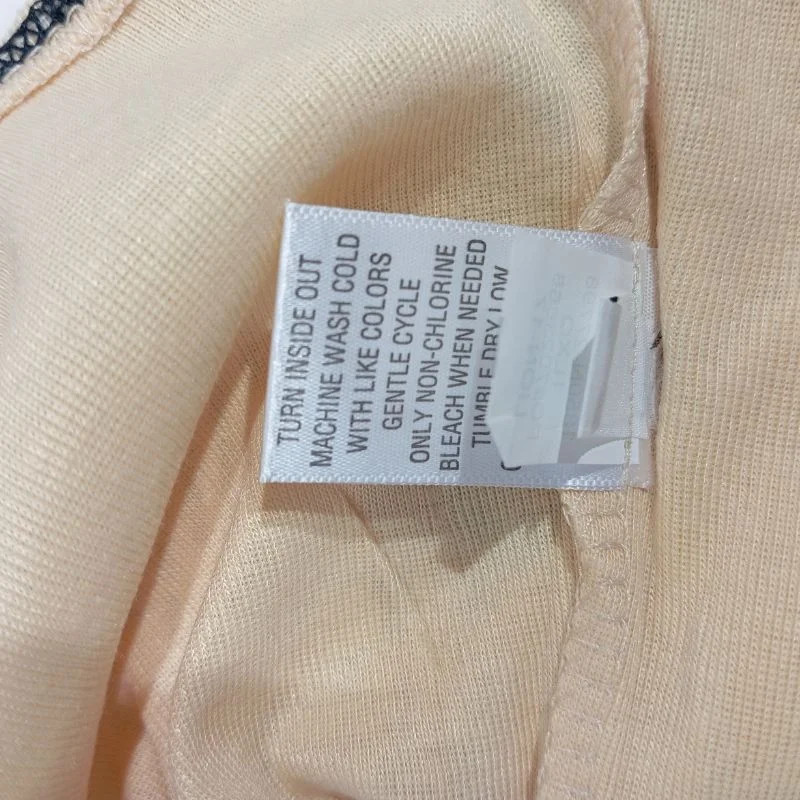 TURN INSIDE OUT
MACHINE WASH COLD
WITH LIKE COLORS
GENTLE CYCLE
ONLY NON-CHLORINE
BLEACH WHEN NEEDED
TUMBLE DRY LOW